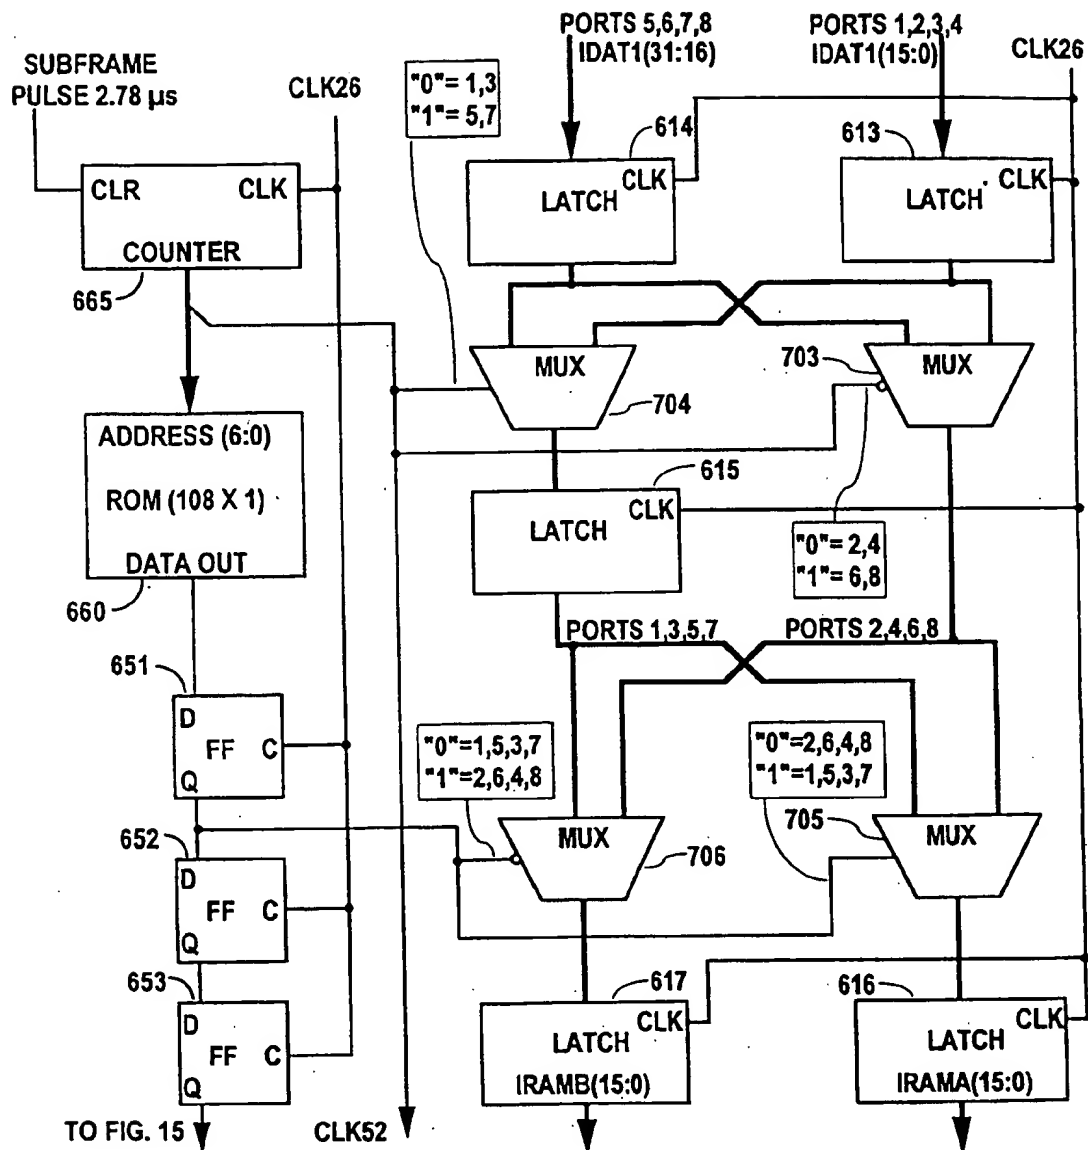 SUBFRAME
PULSE 2.78 µs
CLK26
"0"= 1,3
"1"= 5,7
PORTS 5,6,7,8
IDAT1(31:16)
PORTS 1,2,3,4
IDAT1(15:0)
CLK26
CLR
CLK
COUNTER
665
614
CLK
LATCH
613
CLK
LATCH
MUX
704
703
MUX
ADDRESS (6:0)
ROM (108 X 1)
DATA OUT
660
615
CLK
LATCH
"0"= 2,4
"1"= 6,8
PORTS 1,3,5,7
PORTS 2,4,6,8
651
D
FF
C
Q
"0"=1,5,3,7
"1"=2,6,4,8
"0"=2,6,4,8
"1"=1,5,3,7
MUX
706
705
MUX
652
D
FF
C
Q
653
D
FF
C
Q
617
CLK
LATCH
IRAMB(15:0)
616
CLK
LATCH
IRAMA(15:0)
TO FIG. 15
CLK52